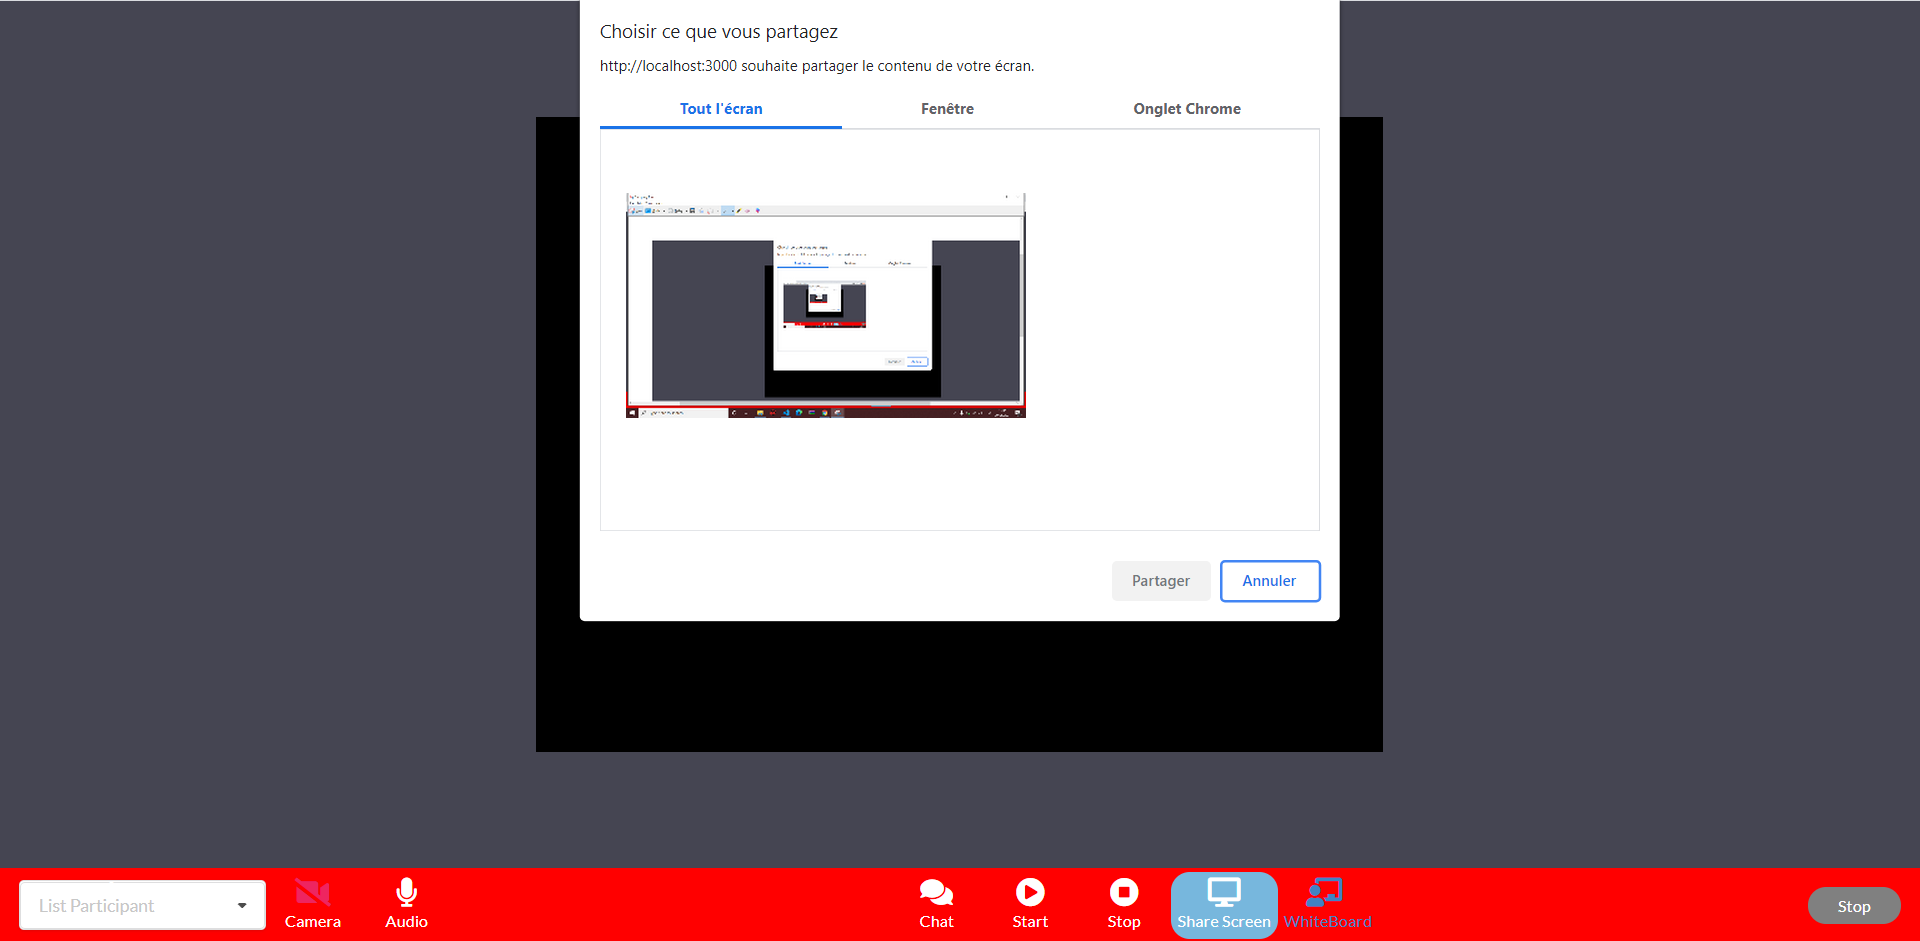 Choisir ce que vous partagez
http://localhost:3000 souhaite partager le contenu de votre écran.
Tout l'écran Fenêtre Onglet Chrome
Partager Annuler
List Participant Camera Audio Chat Start Stop Share Screen WhiteBoard Stop